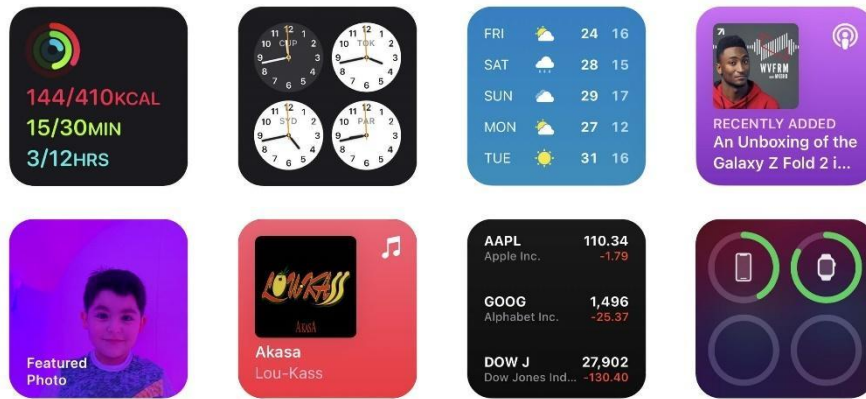 144/410KCAL
15/30MIN
3/12HRS
CUP
TOK
SYD
PAR
FRI 24 16
SAT 28 15
SUN 29 17
MON 27 12
TUE 31 16
WVFRM
RECENTLY ADDED
An Unboxing of the
Galaxy Z Fold 2 i...
Featured
Photo
LOU-KASS
AKASA
Akasa
Lou-Kass
AAPL 110.34
Apple Inc. -1.79
GOOG 1,496
Alphabet Inc. -25.37
DOW J 27,902
Dow Jones Ind... -130.40